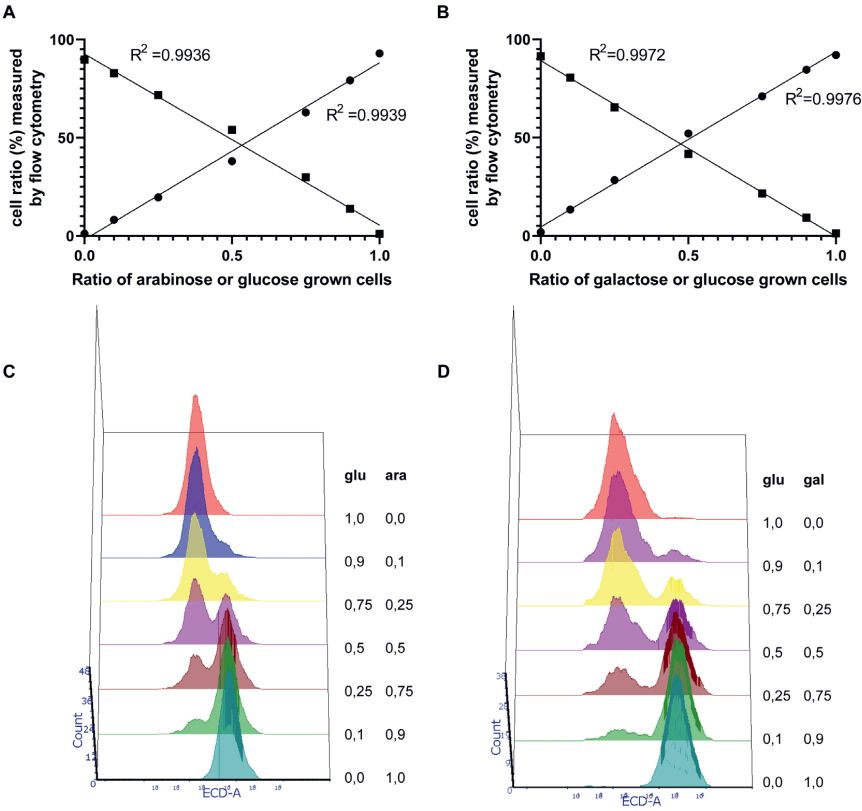 A
B
R2 =0.9936
R2 =0.9939
100
50
0
0.0
0.5
1.0
cell ratio (%) measured
by flow cytometry
Ratio of arabinose or glucose grown cells
R2 =0.9972
R2=0.9976
100
50
0
0.0
0.5
1.0
cell ratio (%) measured
by flow cytometry
Ratio of galactose or glucose grown cells
C
glu ara
1,0 0,0
0,9 0,1
0,75 0,25
0,5 0,5
0,25 0,75
0,1 0,9
0,0 1,0
48
36
24
0
Count
ECD-A
D
glu gal
1,0 0,0
0,9 0,1
0,75 0,25
0,5 0,5
0,25 0,75
0,1 0,9
0,0 1,0
9
0
Count
ECD-A